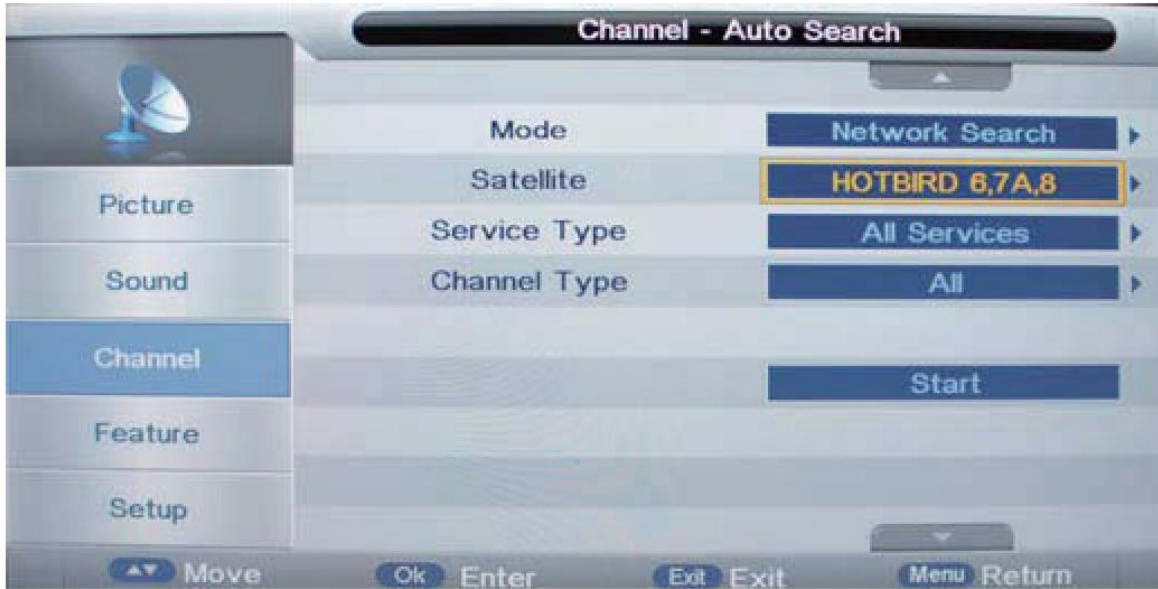 Channel - Auto Search
Mode
Network Search
Satellite
HOTBIRD 6,7A,8
Service Type
All Services
Channel Type
All
Start
Picture
Sound
Channel
Feature
Setup
Move
Ok Enter
Exit Exit
Menu Return